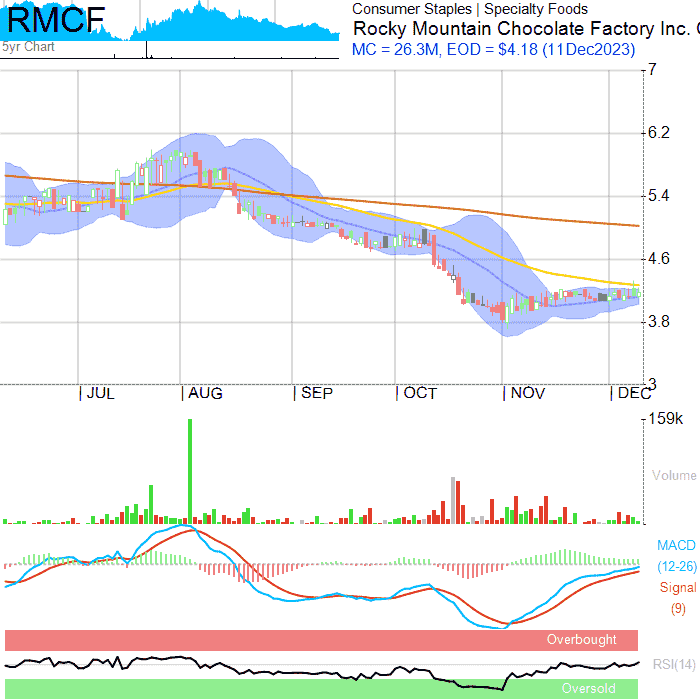 RMCF
5yr Chart
Consumer Staples | Specialty Foods
Rocky Mountain Chocolate Factory Inc.
MC = 26.3M, EOD = $4.18 (11Dec2023)
7
6.2
5.4
4.6
3.8
3
JUL AUG SEP OCT NOV DEC
159k
Volume
MACD
(12-26)
Signal
(9)
Overbought
RSI(14)
Oversold